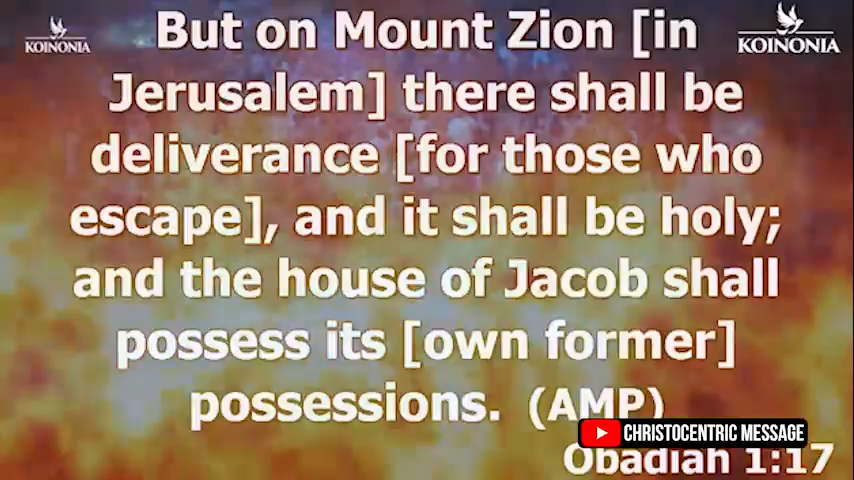 KOINONIA
KOINONIA
But on Mount Zion [in
Jerusalem] there shall be
deliverance [for those who
escape], and it shall be holy;
and the house of Jacob shall
possess its [own former]
possessions. (AMP)
CHRISTOCENTRIC MESSAGE
Obadiah 1:17